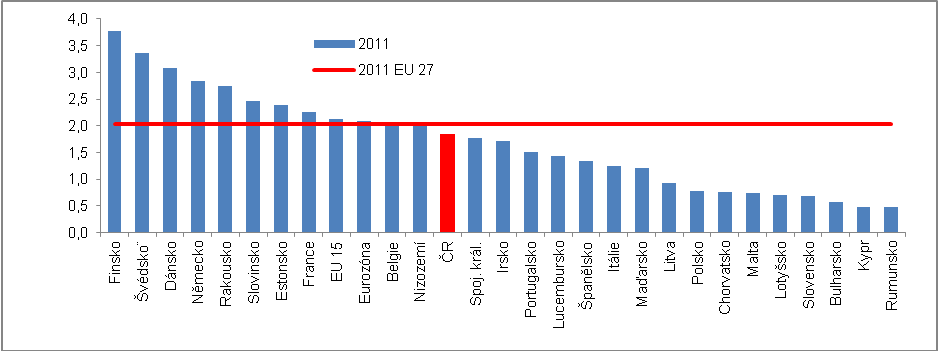 4,0
3,5
3,0
2,5
2,0
1,5
1,0
0,5
0,0
2011
2011 EU 27
Finsko
Švédsko¨
Dánsko
Německo
Rakousko
Slovinsko
Estonsko
France
EU 15
Eurozóna
Belgie
Nizozemí
ČR
Spoj. král.
Irsko
Portugalsko
Lucembursko
Španělsko
Itálie
Maďarsko
Litva
Polsko
Chorvatsko
Malta
Lotyšsko
Slovensko
Bulharsko
Kypr
Rumunsko